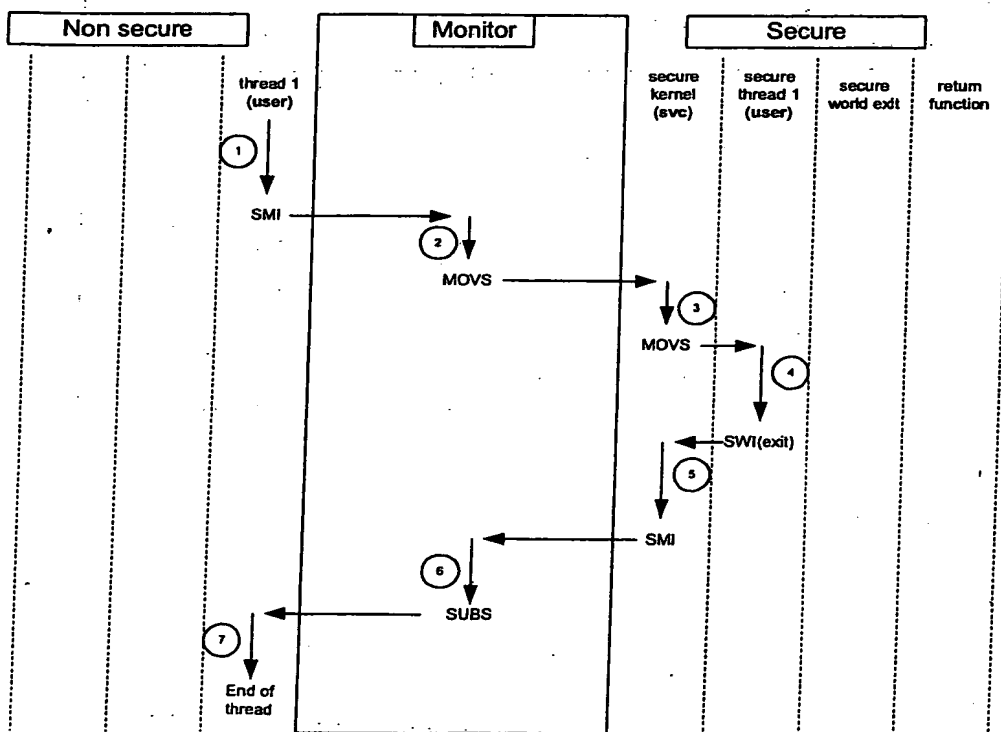 Non secure
Monitor
Secure
thread 1
(user)
secure
kernel
(svc)
secure
thread 1
(user)
secure
world exit
return
function
1
SMI
2
MOVS
3
MOVS
4
SWI(exit)
5
SMI
6
SUBS
7
End of
thread